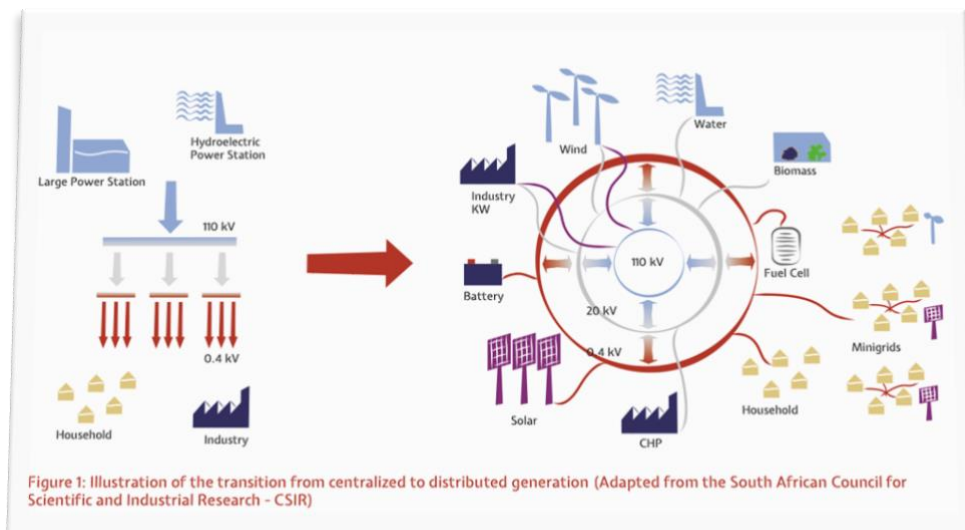 Large Power Station
Hydroelectric
Power Station
110 kV
0.4 kV
Household
Industry
Wind
Water
Biomass
Industry
KW
110 kV
Fuel Cell
Battery
20 kV
0.4 kV
Minigrids
Solar
CHP
Household
Figure 1: Illustration of the transition from centralized to distributed generation (Adapted from the South African Council for
Scientific and Industrial Research - CSIR)